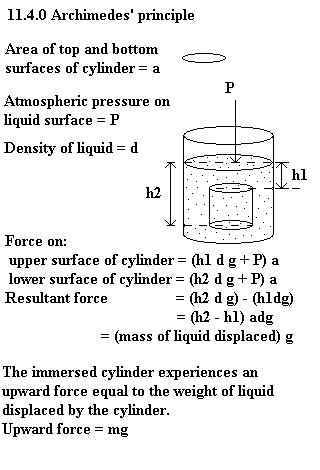 11.4.0 Archimedes' principle
Area of top and bottom
surfaces of cylinder = a
Atmospheric pressure on
liquid surface = P
Density of liquid = d
P
h1
h2
Force on:
upper surface of cylinder = (h1 d g + P) a
lower surface of cylinder = (h2 d g + P) a
Resultant force = (h2 d g) - (h1dg)
= (h2 - h1) adg
= (mass of liquid displaced) g
The immersed cylinder experiences an
upward force equal to the weight of liquid
displaced by the cylinder.
Upward force = mg